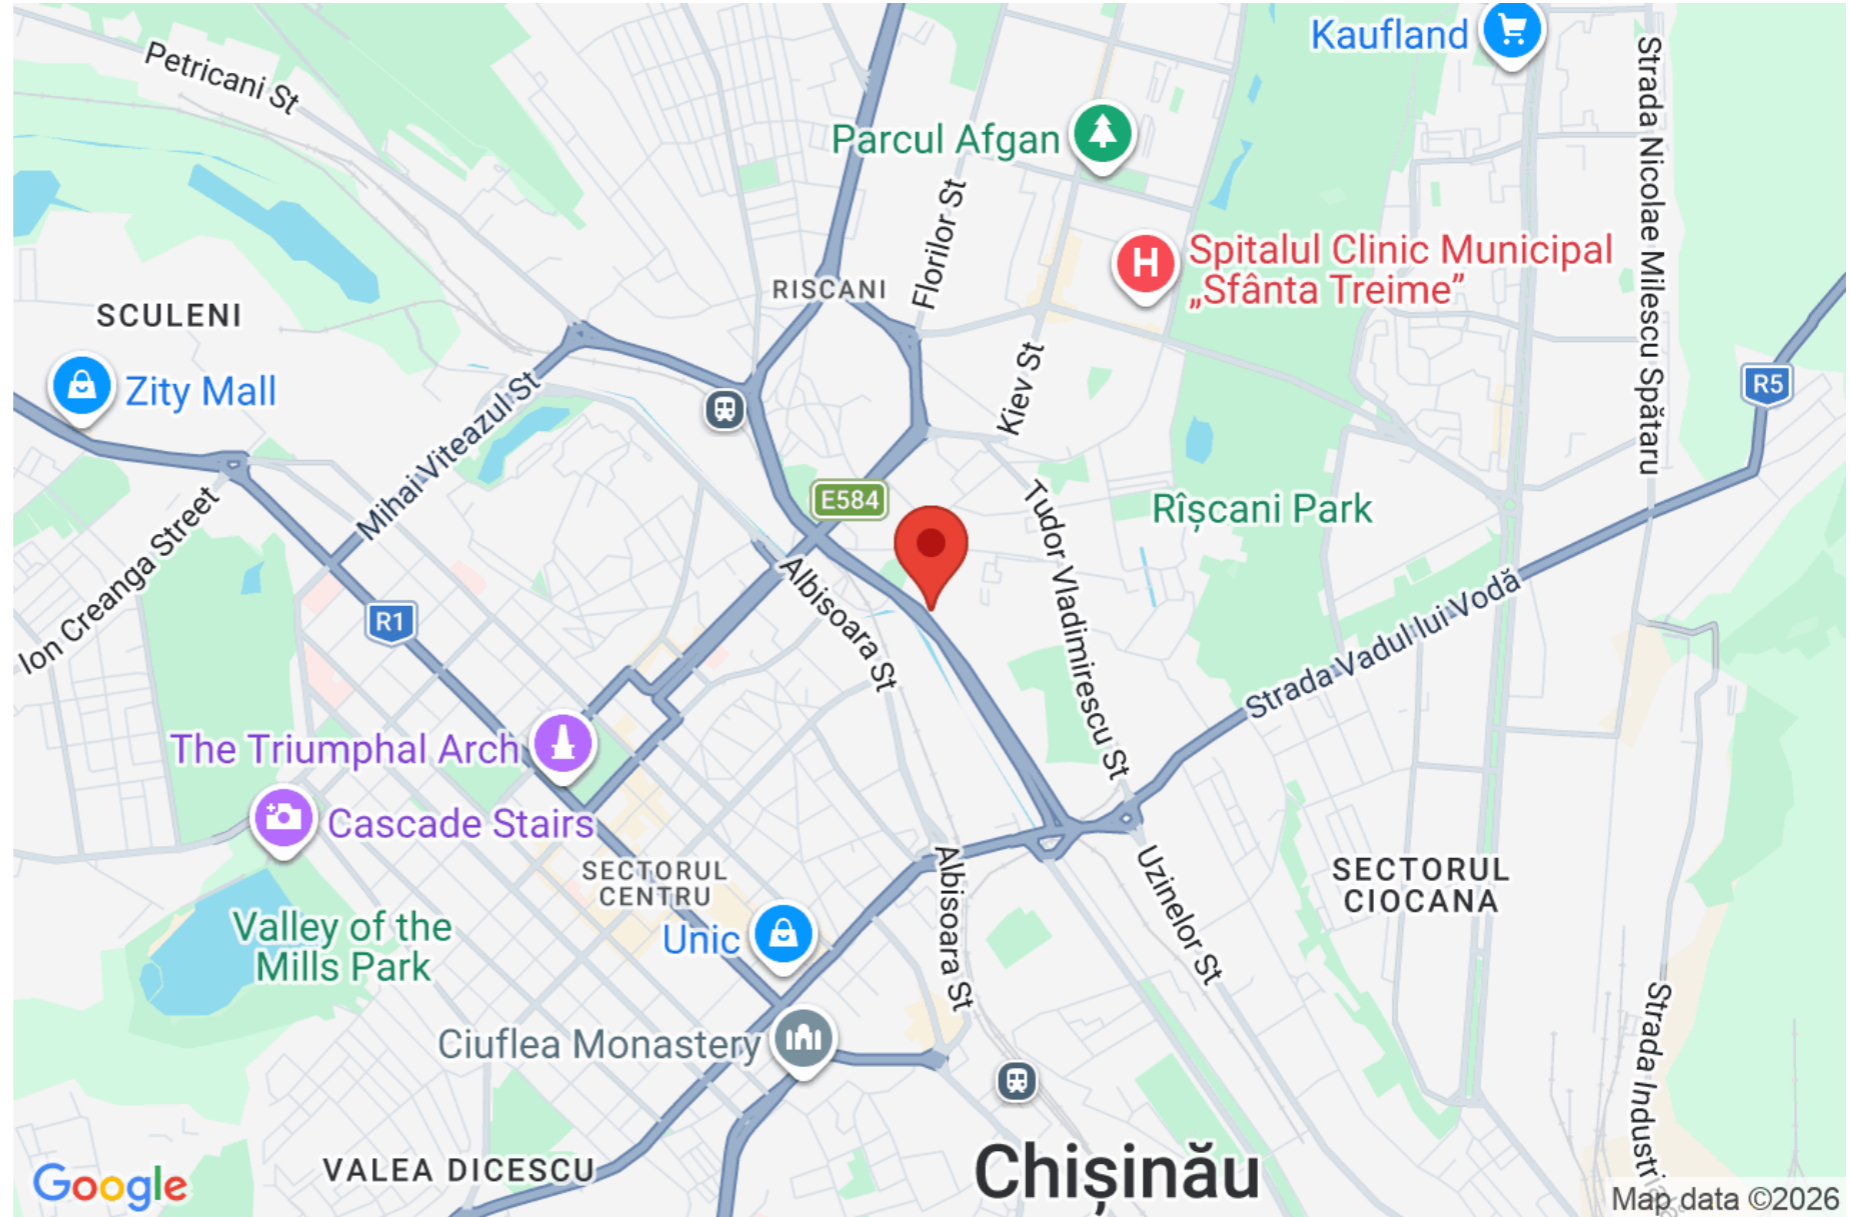 Kaufland
Petricani St
Parcul Afgan
Strada Nicolae Milescu Spătaru
Florilor St
Spitalul Clinic Municipal
„Sfânta Treime”
RISCANI
SCULENI
Zity Mall
Kiev St
R5
Mihai Viteazul St
E584
Rîșcani Park
Tudor Vladimirescu St
Ion Creanga Street
Albisoara St
R1
Strada Vadul lui Vodă
The Triumphal Arch
Cascade Stairs
SECTORUL
CENTRU
Albisoara St
Uzinelor St
SECTORUL
CIOCANA
Valley of the
Mills Park
Unic
Ciuflea Monastery
Strada Industri
VALEA DICESCU
Chișinău
Google
Map data ©2026